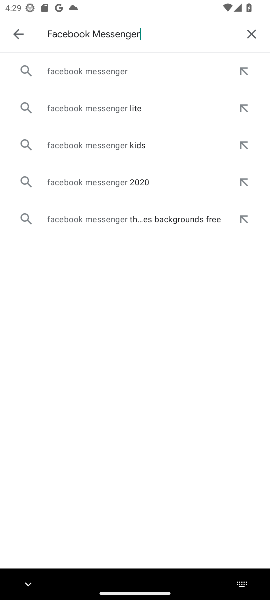 4:29
Facebook Messenger
facebook messenger
facebook messenger lite
facebook messenger kids
facebook messenger 2020
facebook messenger th...es backgrounds free